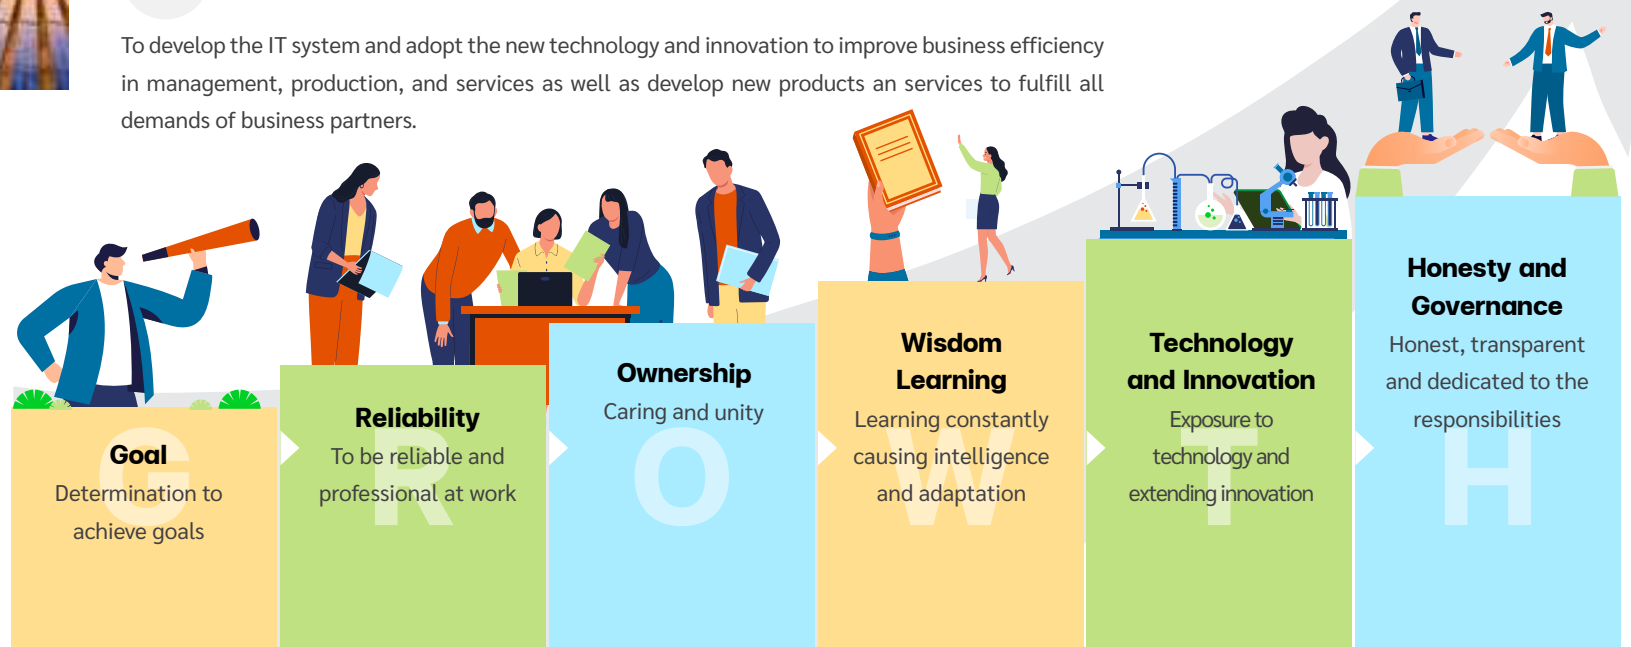 To develop the IT system and adopt the new technology and innovation to improve business efficiency
in management, production, and services as well as develop new products an services to fulfill all
demands of business partners.
Goal
Determination to
achieve goals
G
Reliability
To be reliable and
professional at work
R
Ownership
Caring and unity
O
Wisdom
Learning
Learning constantly
causing intelligence
and adaptation
W
Technology
and Innovation
Exposure to
technology and
extending innovation
T
Honesty and
Governance
Honest, transparent
and dedicated to the
responsibilities
H